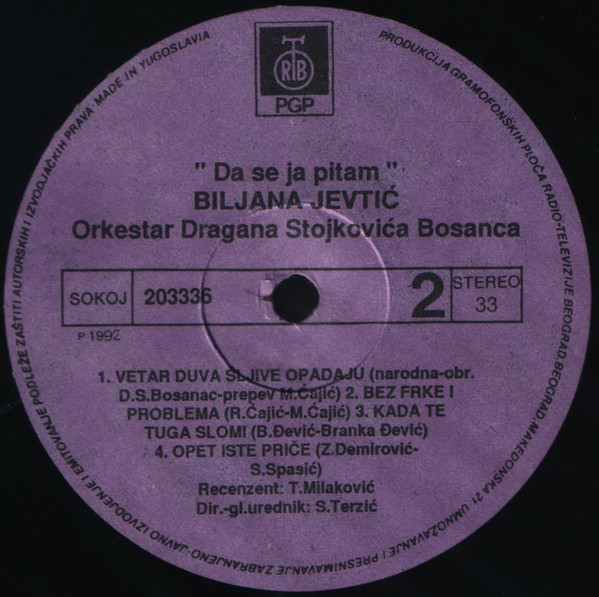 RTB
PGP
" Da se ja pitam "
BILJANA JEVTIĆ
Orkestar Dragana Stojkovića Bosanca
SOKOJ 203336 2 STEREO 33
P 1992
1. VETAR DUVA ŠLJIVE OPADAJU (narodna-obr.
D.S.Bosanac-prepev M.Ćajić) 2. BEZ FRKE I
PROBLEMA (R.Čajić-M.Čajić) 3. KADA TE
TUGA SLOMI (B.Đević-Branka Đević)
4. OPET ISTE PRIČE (Z.Demirović-
S.Spasić)
Recenzent: T.Milaković
Dir.-gl.urednik: S.Terzić
PRODUKCIJA GRAMOFONSKIH PLOČA RADIO-TELEVIZIJE BEOGRAD, BEOGRAD, MAKEDONSKA 21 UMNOŽAVANJE I PRESNIMAVANJE ZABRANJENO-JAVNO IZVODJENJE I EMITOVANJE PODLEŽE ZAŠTITI AUTORSKIH I IZVODJAČKIH PRAVA MADE IN YUGOSLAVIA